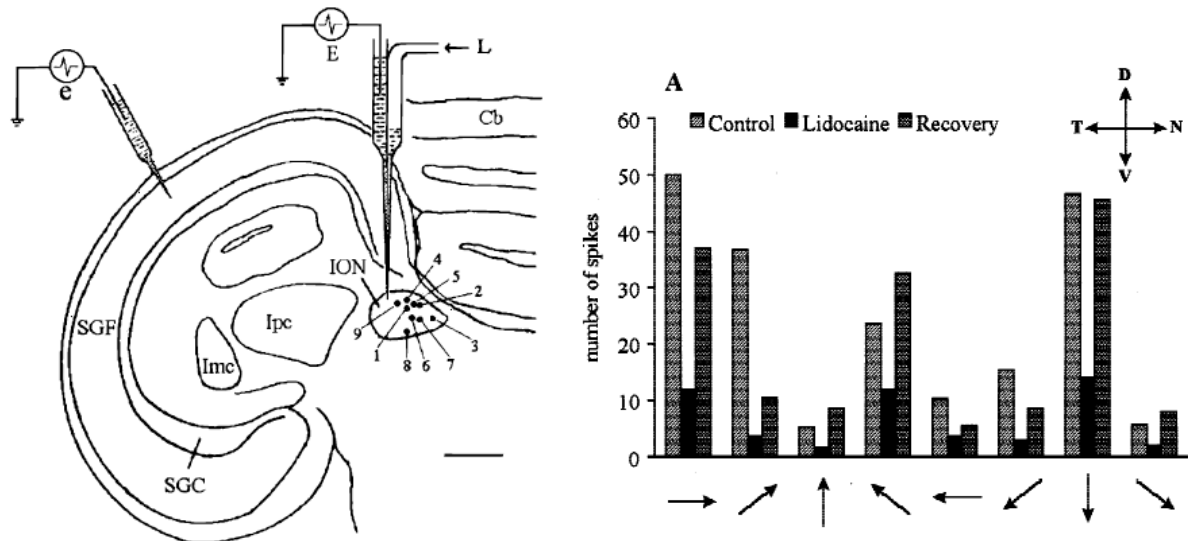 E
L
e
Cb
ION
4
5
2
SGF
Ipc
9
1
8
6
7
3
Imc
SGC
A
D
60
Control Lidocaine Recovery
T N
V
50
40
30
20
10
0
number of spikes